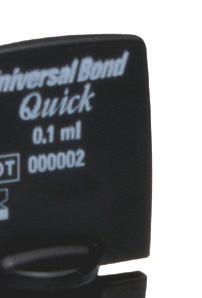 niversal Bond
Quick
0.1 ml
OT 000002